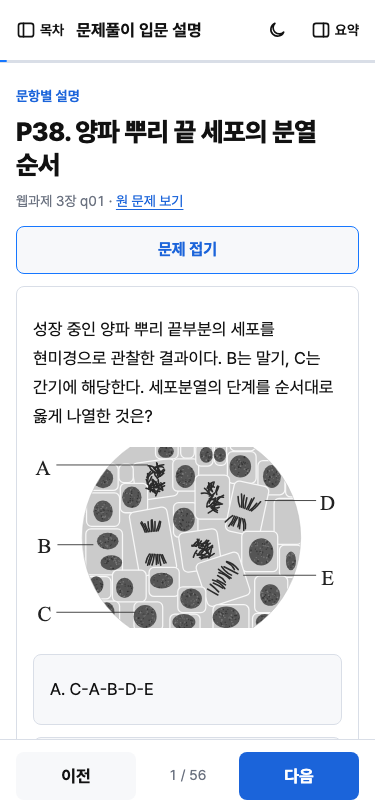 목차 문제풀이 입문 설명 요약
문항별 설명
P38. 양파 뿌리 끝 세포의 분열
순서
웹과제 3장 q01 · 원 문제 보기
문제 접기
성장 중인 양파 뿌리 끝부분의 세포를
현미경으로 관찰한 결과이다. B는 말기, C는
간기에 해당한다. 세포분열의 단계를 순서대로
옳게 나열한 것은?
A
D
B
E
C
A. C-A-B-D-E
이전 1 / 56 다음